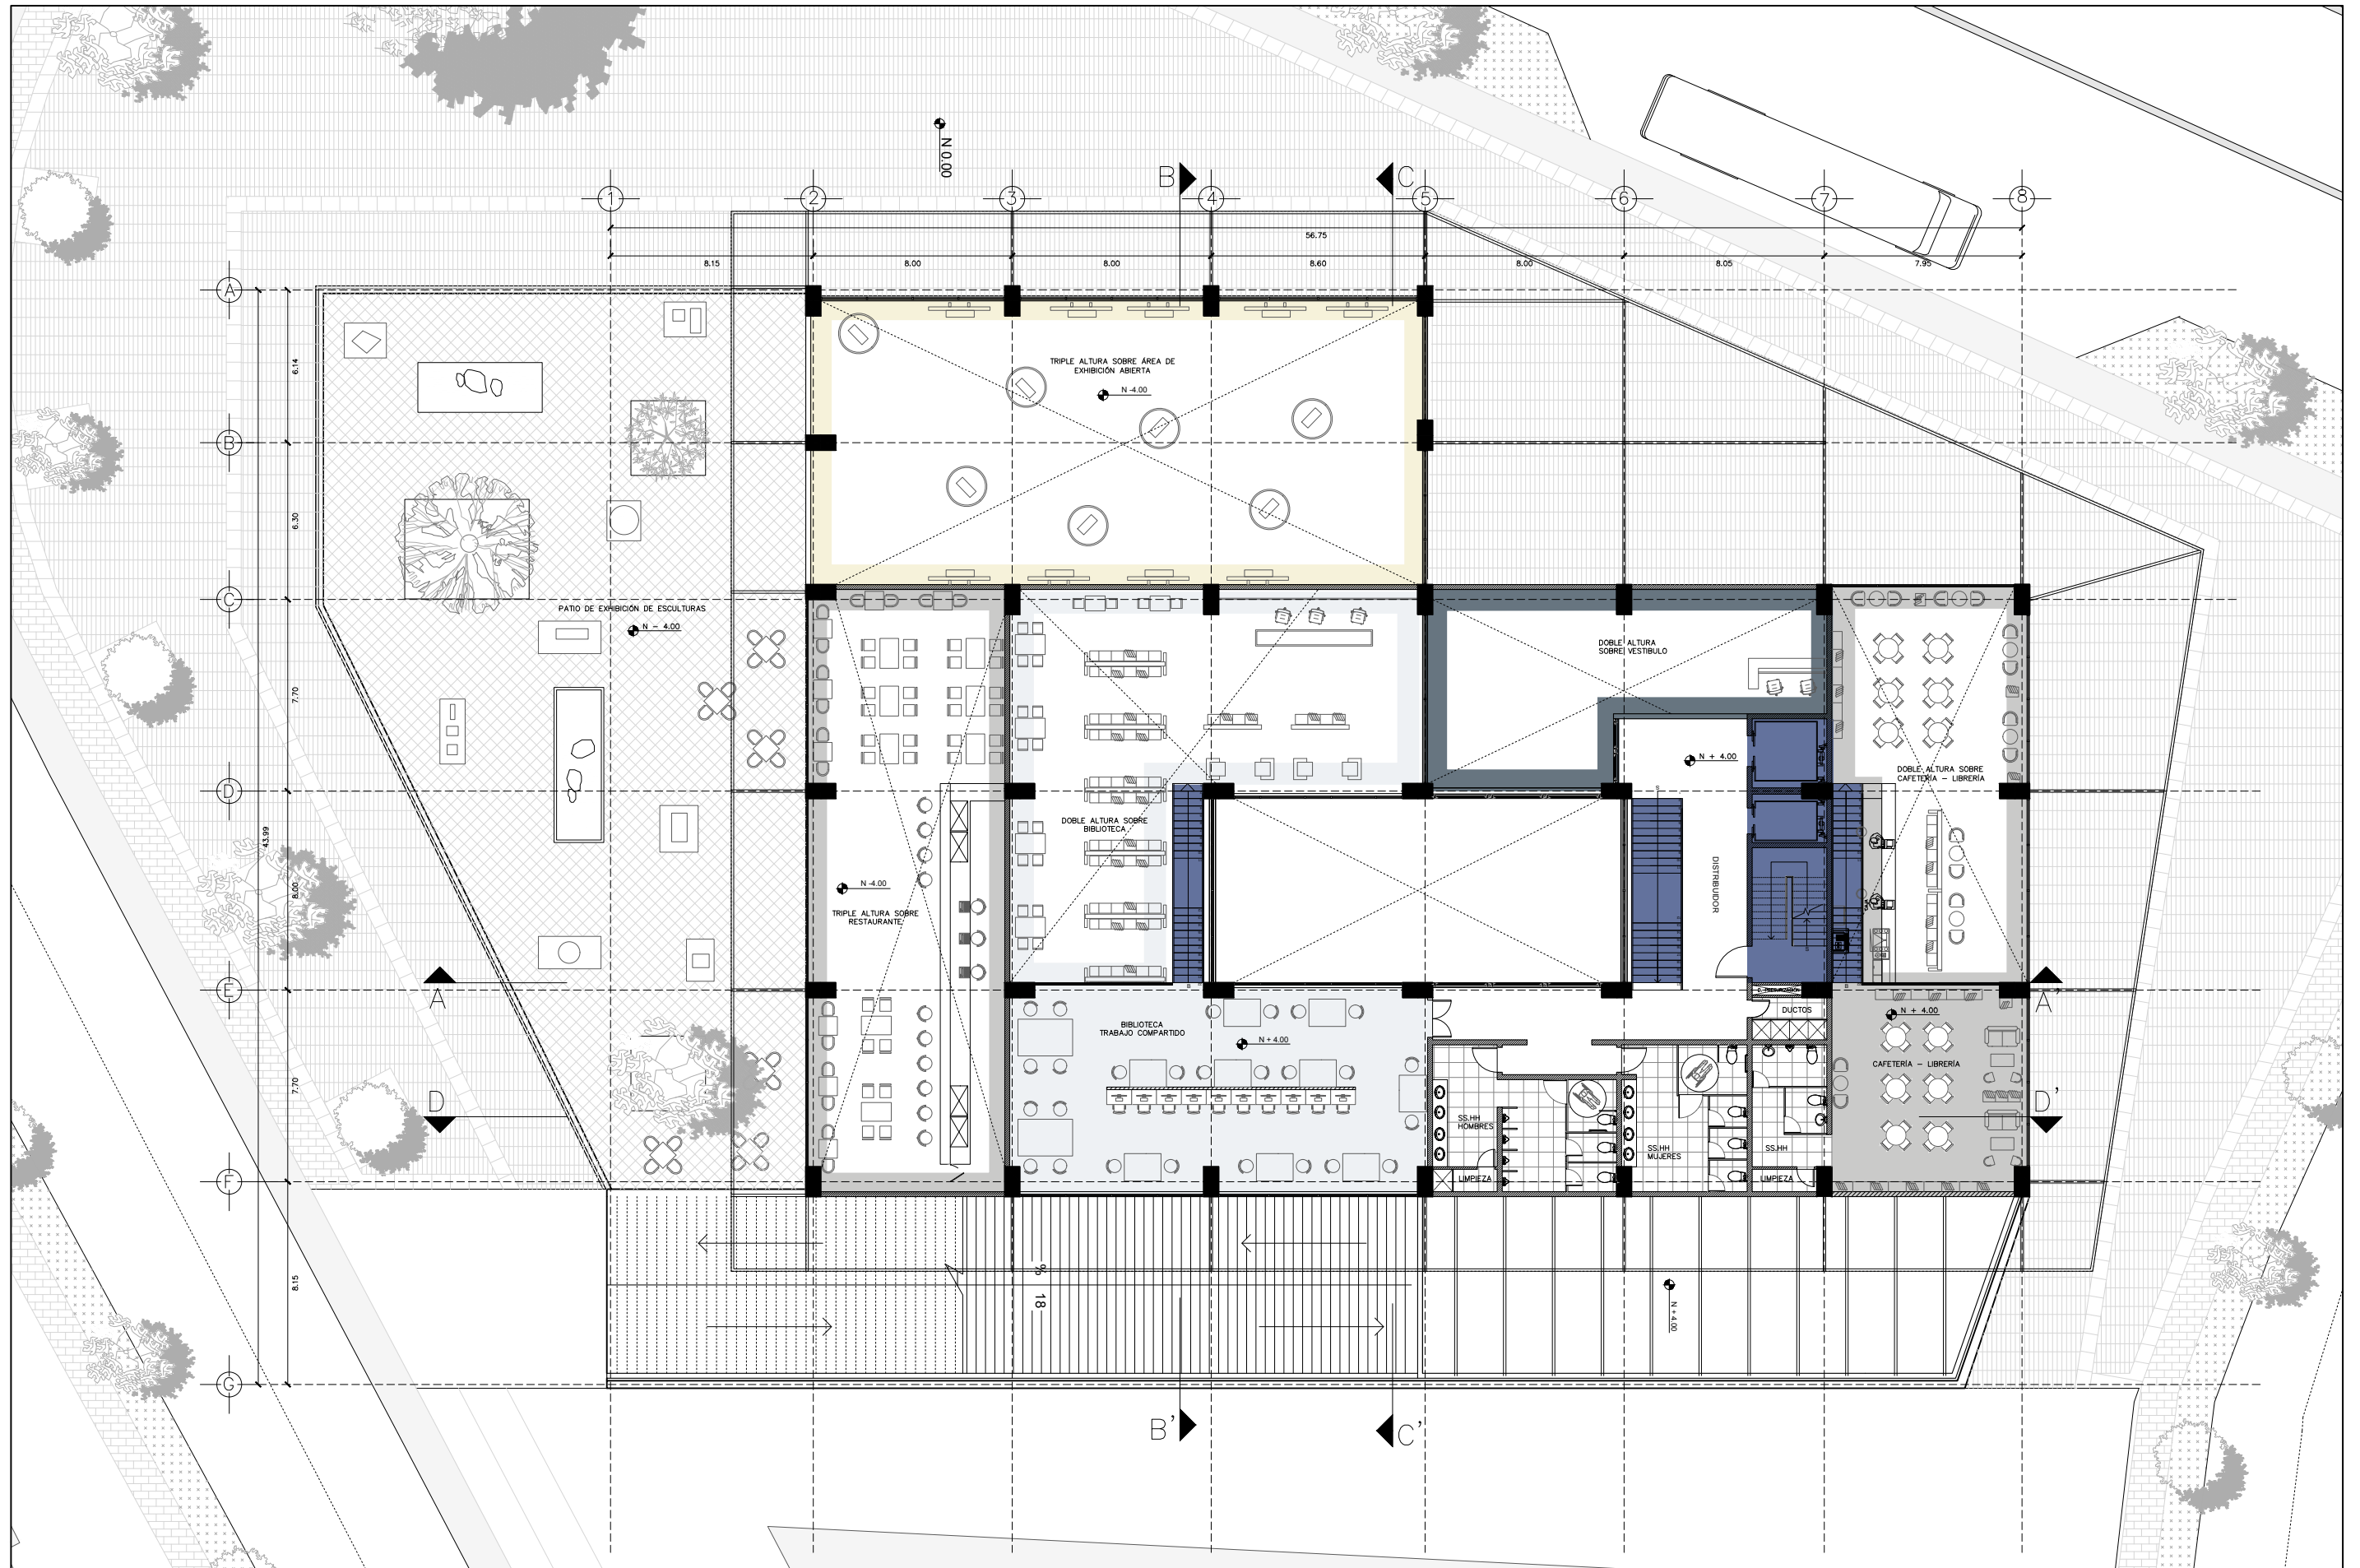 N 0.00
B
C
1
2
3
4
5
6
7
8
56.75
8.15
8.00
8.00
8.60
8.00
8.05
7.95
A
B
C
D
E
F
G
6.14
6.30
7.70
8.00
7.70
8.15
43.99
TRIPLE ALTURA SOBRE ÁREA DE
EXHIBICIÓN ABIERTA
N -4.00
PATIO DE EXHIBICIÓN DE ESCULTURAS
N - 4.00
DOBLE ALTURA
SOBRE VESTIBULO
N + 4.00
DOBLE ALTURA SOBRE
CAFETERÍA - LIBRERÍA
DOBLE ALTURA SOBRE
BIBLIOTECA
N -4.00
TRIPLE ALTURA SOBRE
RESTAURANTE
DISTRIBUIDOR
A
A'
BIBLIOTECA
TRABAJO COMPARTIDO
N + 4.00
DUCTOS
N + 4.00
CAFETERÍA - LIBRERÍA
D
D'
SS.HH
HOMBRES
SS.HH
MUJERES
SS.HH
LIMPIEZA
LIMPIEZA
% 18
N + 4.00
B'
C'